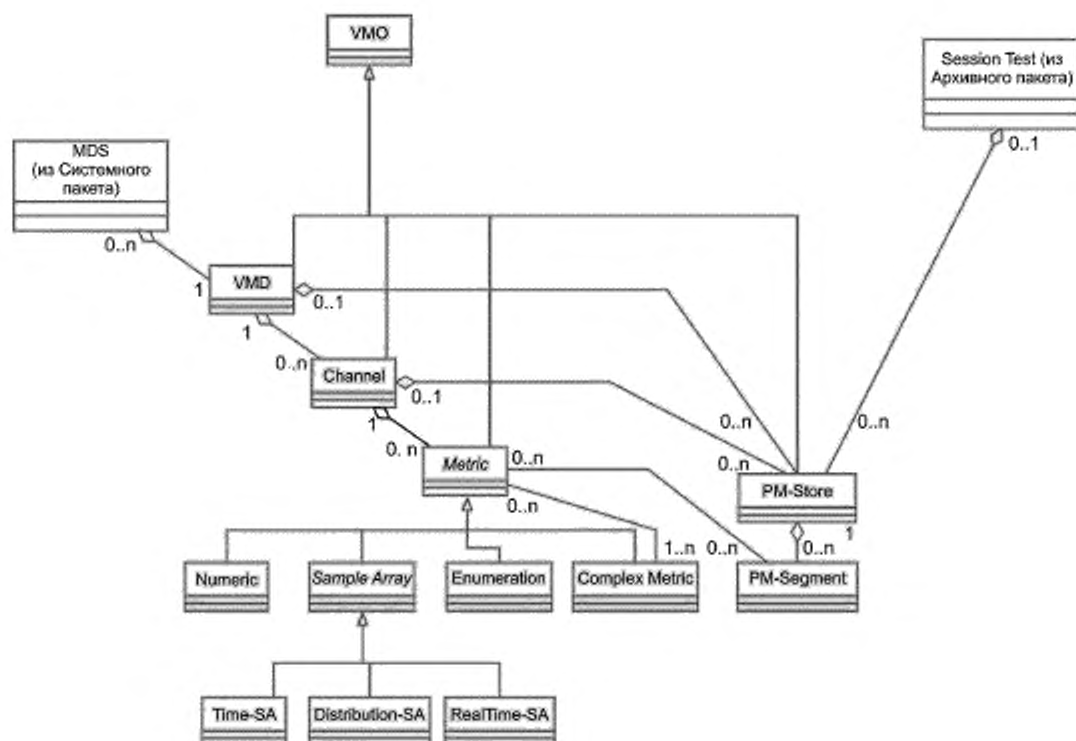 VMO
Session Test (из
Архивного пакета)
0..1
MDS
(из Системного
пакета)
0..n
1
VMD
0..1
1
0..n
Channel
0..1
1
0. n
Metric
0..n
0..n
0..n
0..n
0..n
PM-Store
1
0..n
1..n
0..n
Numeric
Sample Array
Enumeration
Complex Metric
PM-Segment
Time-SA
Distribution-SA
RealTime-SA